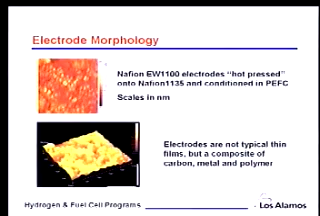 Electrode Morphology
Nafion EW1100 electrodes "hot pressed"
onto Nafion1135 and conditioned in PEFC
Scales in nm
Electrodes are not typical thin
films, but a composite of
carbon, metal and polymer
Hydrogen & Fuel Cell Programs
Los Alamos